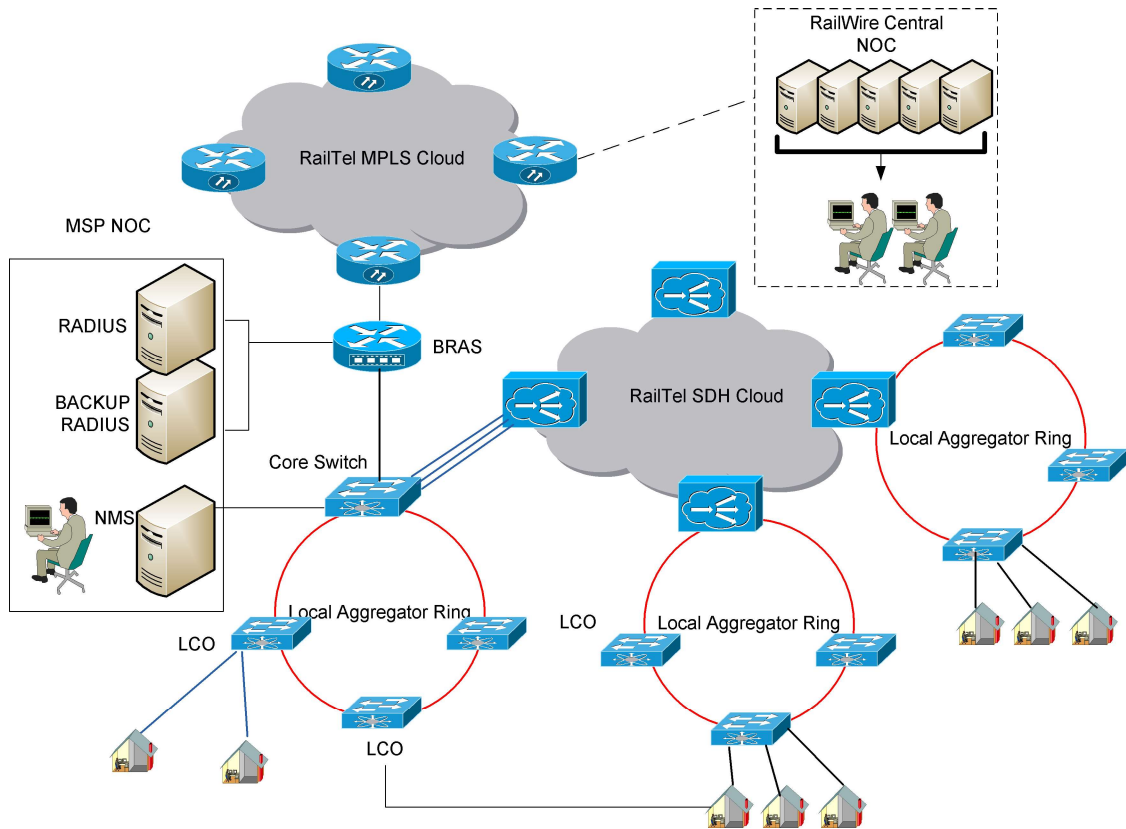 RailWire Central
NOC
RailTel MPLS Cloud
MSP NOC
RADIUS
BRAS
BACKUP
RADIUS
RailTel SDH Cloud
Local Aggregator Ring
Core Switch
NMS
Local Aggregator Ring
LCO
LCO
Local Aggregator Ring
LCO